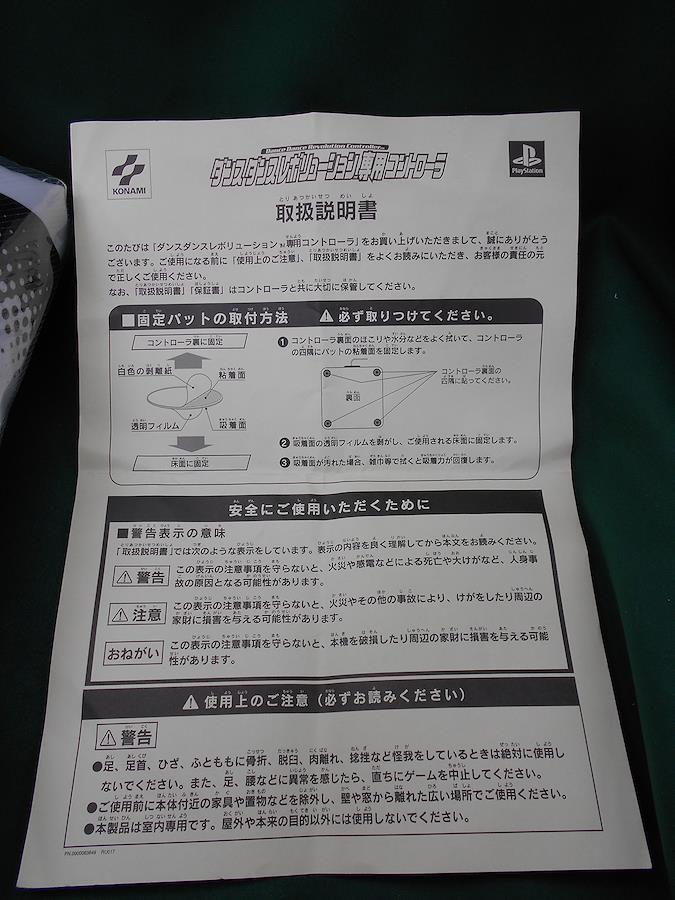 KONAMI
Dance Dance Revolution Controller
ダンスダンスレボリューション専用コントローラ
PlayStation
とりあつかいせつめいしょ
取扱説明書
このたびは「ダンスダンスレボリューション™専用コントローラ」をお買い上げいただきまして、誠にありがとう
ございます。ご使用になる前に「使用上のご注意」、「取扱説明書」をよくお読みにいただき、お客様の責任の元
で正しくご使用ください。
なお、「取扱説明書」「保証書」はコントローラと共に大切に保管してください。
■固定パットの取付方法 ⚠必ず取りつけてください。
コントローラ裏に固定
白色の剥離紙 粘着面
透明フィルム 吸着面
床面に固定
❶コントローラ裏面のほこりや水分などをよく拭いて、コントローラ
の四隅にパットの粘着面を固定します。
裏面
コントローラ裏面の
四隅に貼ってください。
❷吸着面の透明フィルムを剥がし、ご使用される床面に固定します。
❸吸着面が汚れた場合、雑巾等で拭くと吸着力が回復します。
安全にご使用いただくために
■警告表示の意味
「取扱説明書」では次のような表示をしています。表示の内容を良く理解してから本文をお読みください。
⚠警告 この表示の注意事項を守らないと、火災や感電などによる死亡や大けがなど、人身事
故の原因となる可能性があります。
⚠注意 この表示の注意事項を守らないと、火災やその他の事故により、けがをしたり周辺の
家財に損害を与える可能性があります。
おねがい この表示の注意事項を守らないと、本機を破損したり周辺の家財に損害を与える可能
性があります。
⚠使用上のご注意（必ずお読みください）
⚠警告
●足、足首、ひざ、ふとももに骨折、脱臼、肉離れ、捻挫など怪我をしているときは絶対に使用し
ないでください。また、足、腰などに異常を感じたら、直ちにゲームを中止してください。
●ご使用前に本体付近の家具や置物などを除外し、壁や窓から離れた広い場所でご使用ください。
●本製品は室内専用です。屋外や本来の目的以外には使用しないでください。